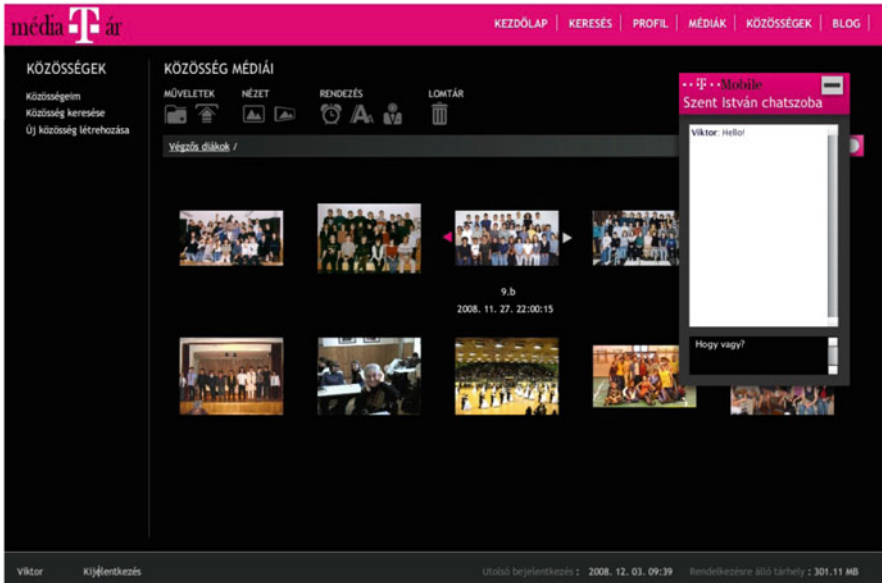 média T ár
KEZDŐLAP | KERESÉS | PROFIL | MÉDIÁK | KÖZÖSSÉGEK | BLOG |
KÖZÖSSÉGEK
Közösségeim
Közösség keresése
Új közösség létrehozása
KÖZÖSSÉG MÉDIÁI
MŰVELETEK NÉZET RENDEZÉS LOMTÁR
Végzős diákok /
9.b
2008. 11. 27. 22:00:15
T Mobile
Szent István chatszoba
Viktor: Hello!
Hogy vagy?
Viktor Kijelentkezés Utolsó bejelentkezés : 2008. 12. 03. 09:39 Rendelkezésre álló tárhely : 301.11 MB